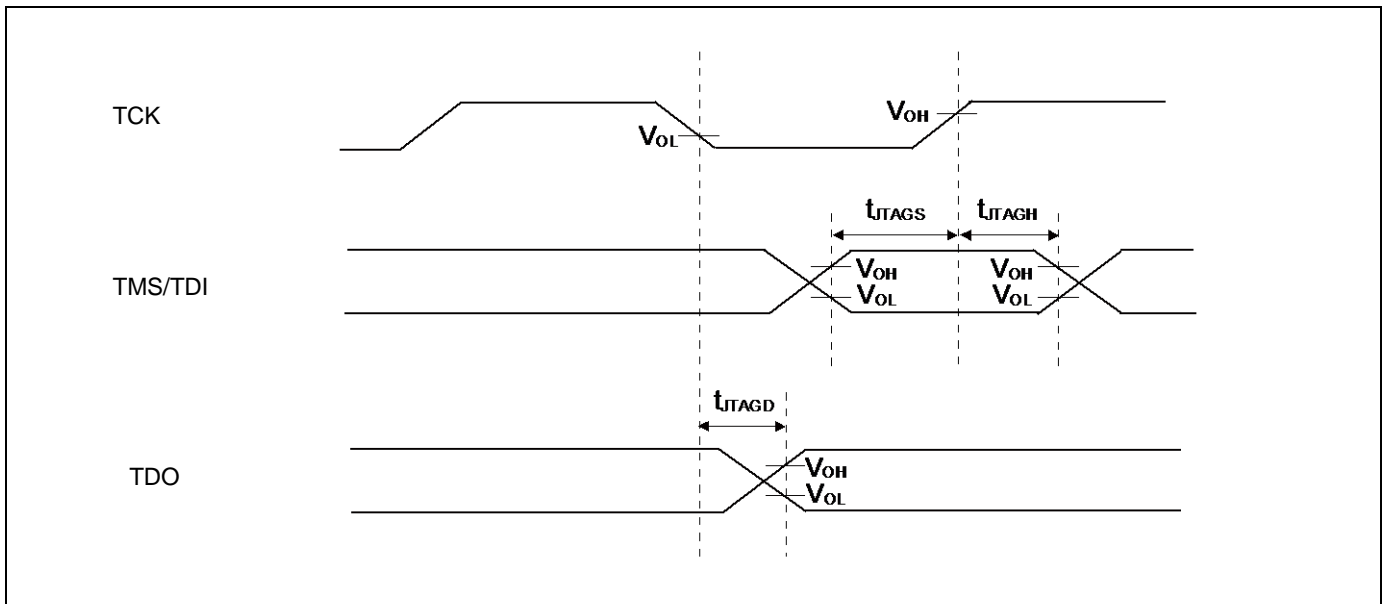 TCK
VOH
VOL
tJTAGS tJTAGH
TMS/TDI
VOH VOH
VOL VOL
tJTAGD
TDO
VOH
VOL